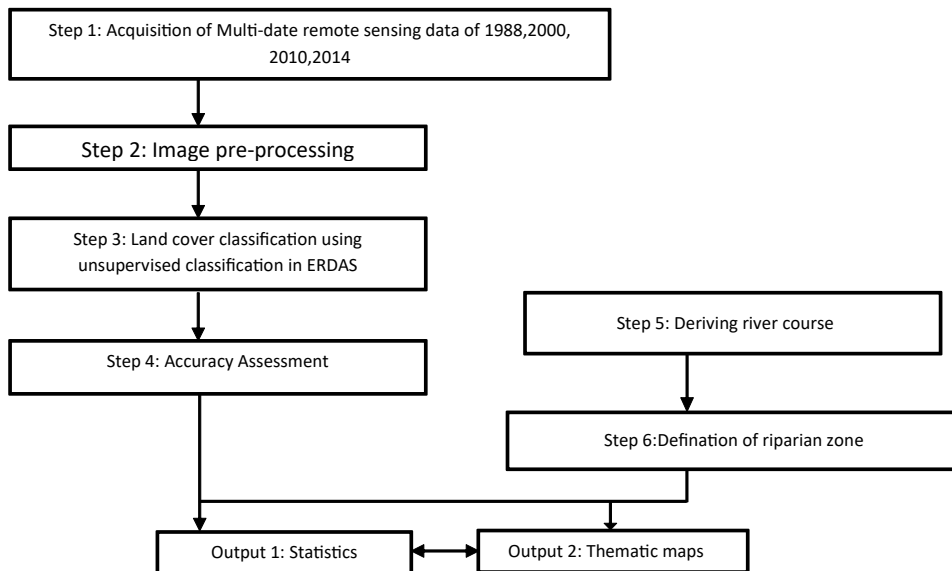 Step 1: Acquisition of Multi-date remote sensing data of 1988,2000,
2010,2014
Step 2: Image pre-processing
Step 3: Land cover classification using
unsupervised classification in ERDAS
Step 4: Accuracy Assessment
Step 5: Deriving river course
Step 6:Defination of riparian zone
Output 1: Statistics
Output 2: Thematic maps